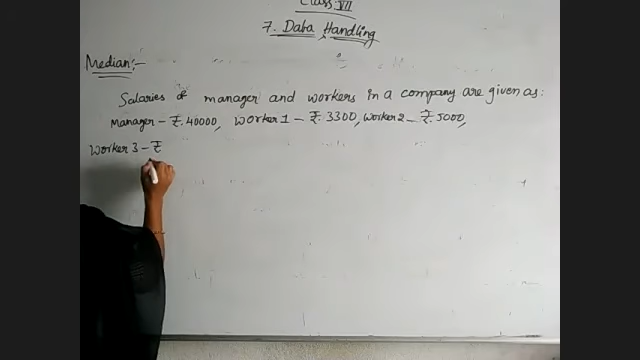 Class VII
7. Data Handling
Median:-
Salaries of manager and workers in a company are given as:
Manager - ₹. 40000, Worker 1 - ₹. 3300, Worker 2 - ₹. 5000,
Worker 3 - ₹